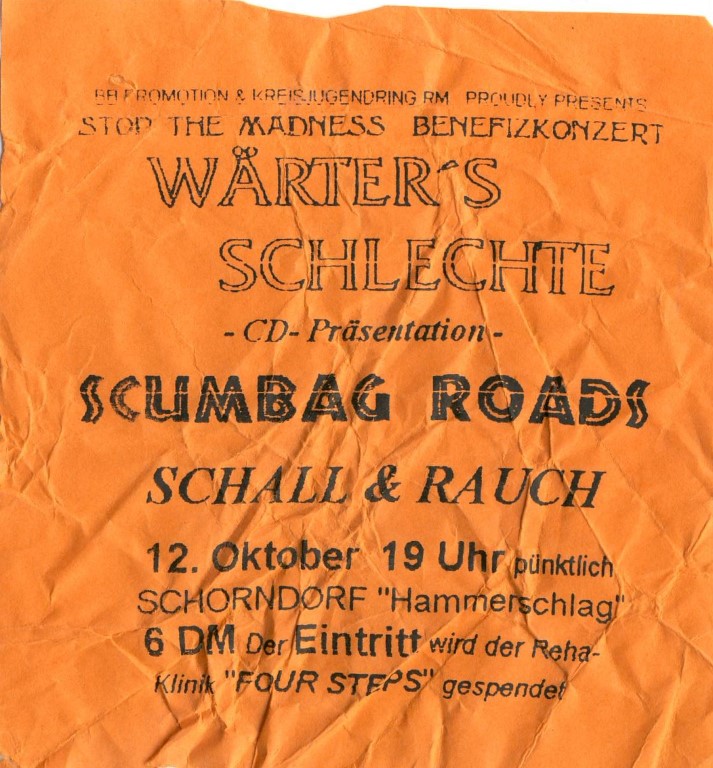 BB PROMOTION & KREISJUGENDRING RM PROUDLY PRESENTS
STOP THE MADNESS BENEFIZKONZERT
WÄRTER´S
SCHLECHTE
- CD- Präsentation -
SCUMBAG ROADS
SCHALL & RAUCH
12. Oktober 19 Uhr pünktlich
SCHORNDORF "Hammerschlag"
6 DM Der Eintritt wird der Reha-
Klinik "FOUR STEPS" gespendet